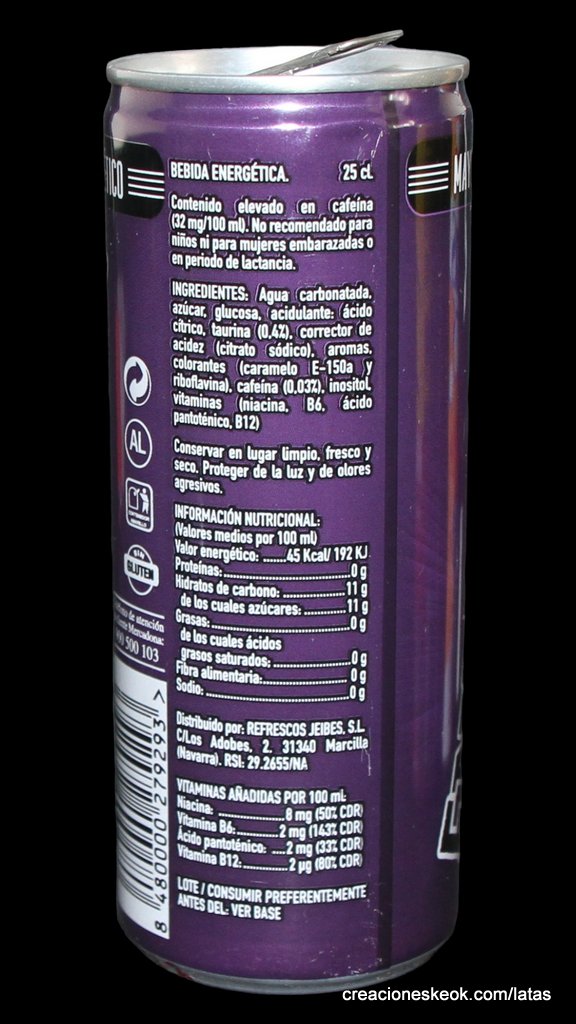 BEBIDA ENERGÉTICA. 25 cl.
Contenido elevado en cafeína
(32 mg/100 ml). No recomendado para
niños ni para mujeres embarazadas o
en periodo de lactancia.
INGREDIENTES: Agua carbonatada,
azúcar, glucosa, acidulante: ácido
cítrico, taurina (0,4%), corrector de
acidez (citrato sódico), aromas,
colorantes (caramelo E-150a y
riboflavina), cafeína (0,03%), inositol,
vitaminas (niacina, B6, ácido
pantoténico, B12)
Conservar en lugar limpio, fresco y
seco. Proteger de la luz y de olores
agresivos.
INFORMACIÓN NUTRICIONAL:
(Valores medios por 100 ml)
Valor energético: .......45 Kcal/ 192 KJ
Proteínas:..............................0 g
Hidratos de carbono: ...............11 g
de los cuales azúcares: ...........11 g
Grasas:.................................0 g
de los cuales ácidos
grasos saturados:...................0 g
Fibra alimentaria:.................... 0 g
Sodio:...................................0 g
Distribuido por: REFRESCOS JEIBES, S.L.
C/Los Adobes, 2. 31340 Marcilla
(Navarra). RSI: 29.2655/NA
VITAMINAS AÑADIDAS POR 100 ml:
Niacina: ................8 mg (50% CDR)
Vitamina B6:..........2 mg (143% CDR)
Ácido pantoténico: ....2 mg (33% CDR)
Vitamina B12:...........2 µg (80% CDR)
LOTE / CONSUMIR PREFERENTEMENTE
ANTES DEL: VER BASE
AL
SIN
GLUTEN
de atención
Mercadona:
500 103
8 480000 279293 >
MAY
creacioneskeok.com/latas